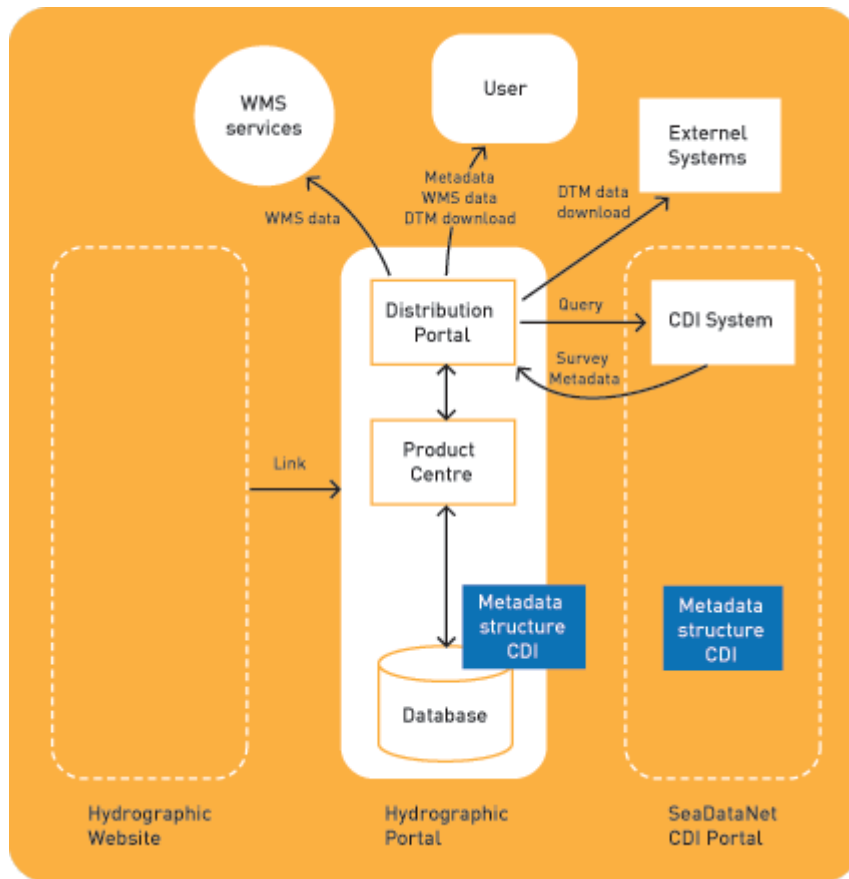 WMS
services
User
Externel
Systems
Metadata
WMS data
DTM download
DTM data
download
WMS data
Distribution
Portal
Query
CDI System
Survey
Metadata
Product
Centre
Link
Metadata
structure
CDI
Metadata
structure
CDI
Database
Hydrographic
Website
Hydrographic
Portal
SeaDataNet
CDI Portal